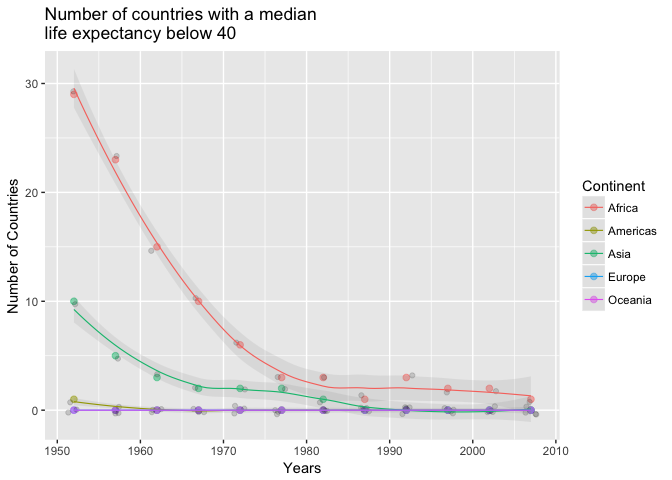 Number of countries with a median
life expectancy below 40
Number of Countries
30
20
10
0
1950 1960 1970 1980 1990 2000 2010
Years
Continent
Africa
Americas
Asia
Europe
Oceania